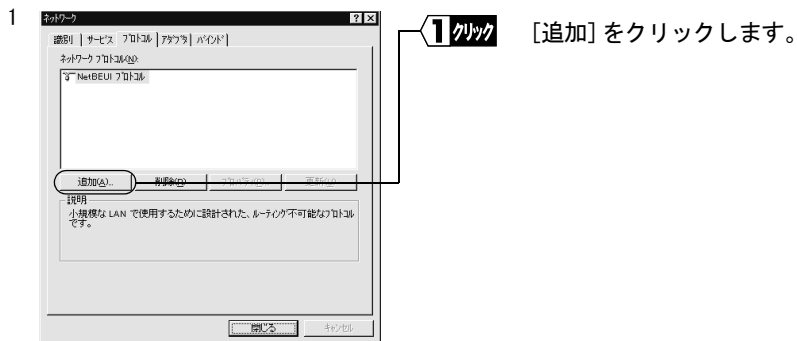 1
ネットワーク
識別 サービス プロトコル アダプタ バインド
ネットワーク プロトコル(N):
NetBEUI プロトコル
追加(A)... 削除(R) プロパティ(P)... 更新(U)
説明
小規模な LAN で使用するために設計された、ルーティング不可能なプロトコル
です。
閉じる キャンセル
1 クリック [追加]をクリックします。